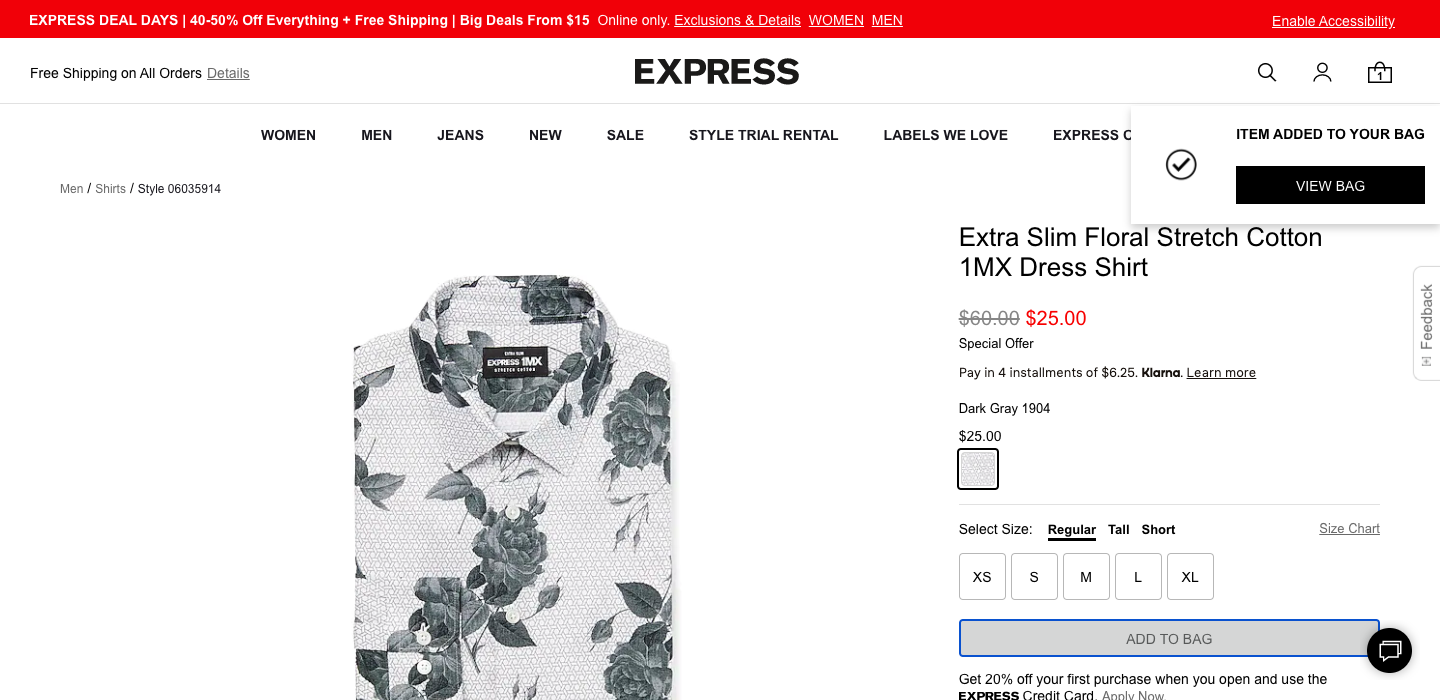 EXPRESS DEAL DAYS | 40-50% Off Everything + Free Shipping | Big Deals From $15 Online only. Exclusions & Details WOMEN MEN
Enable Accessibility
Free Shipping on All Orders Details
EXPRESS
1
WOMEN MEN JEANS NEW SALE STYLE TRIAL RENTAL LABELS WE LOVE EXPRESS
ITEM ADDED TO YOUR BAG
VIEW BAG
Men / Shirts / Style 06035914
Extra Slim Floral Stretch Cotton
1MX Dress Shirt
$60.00 $25.00
Special Offer
Pay in 4 installments of $6.25. Klarna. Learn more
Dark Gray 1904
$25.00
Select Size: Regular Tall Short
Size Chart
XS S M L XL
ADD TO BAG
Get 20% off your first purchase when you open and use the
EXPRESS Credit Card. Apply Now.
Feedback
EXTRA SLIM
EXPRESS 1MX
STRETCH COTTON